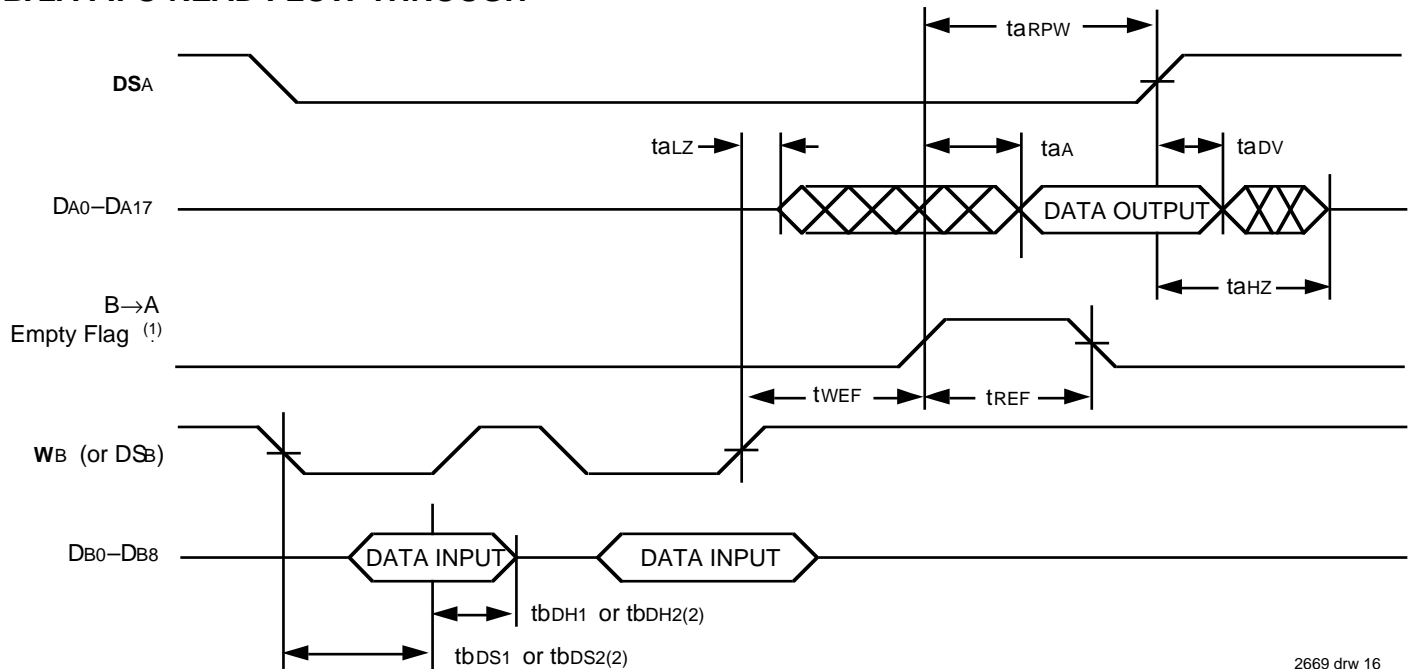 taRPW
DSA
taLZ
taA
taDV
DA0–DA17
DATA OUTPUT
taHZ
B→A
Empty Flag (1)
tWEF
tREF
WB (or DSB)
DB0–DB8
DATA INPUT
DATA INPUT
tbDH1 or tbDH2(2)
tbDS1 or tbDS2(2)
2669 drw 16